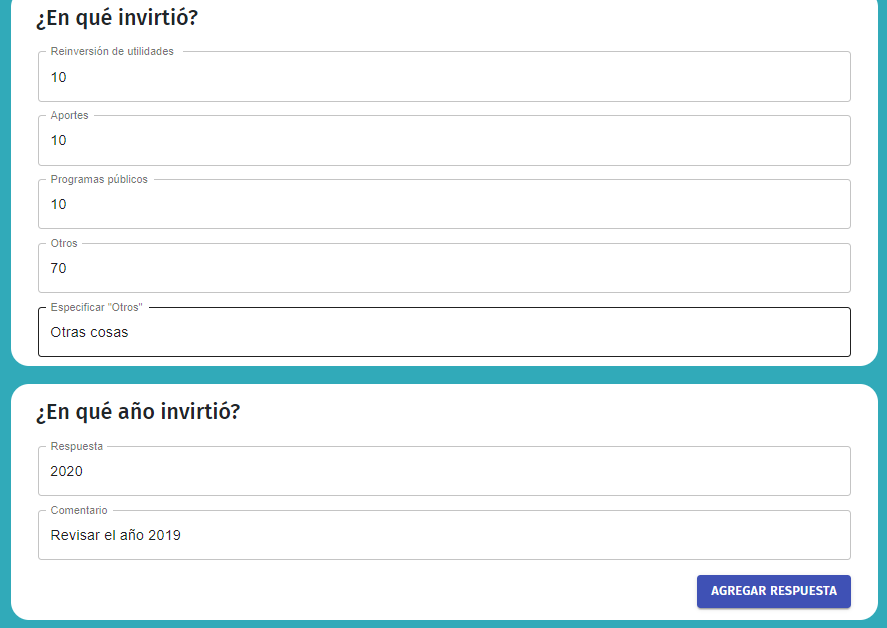 ¿En qué invirtió?
Reinversión de utilidades
10
Aportes
10
Programas públicos
10
Otros
70
Especificar "Otros"
Otras cosas
¿En qué año invirtió?
Respuesta
2020
Comentario
Revisar el año 2019
AGREGAR RESPUESTA